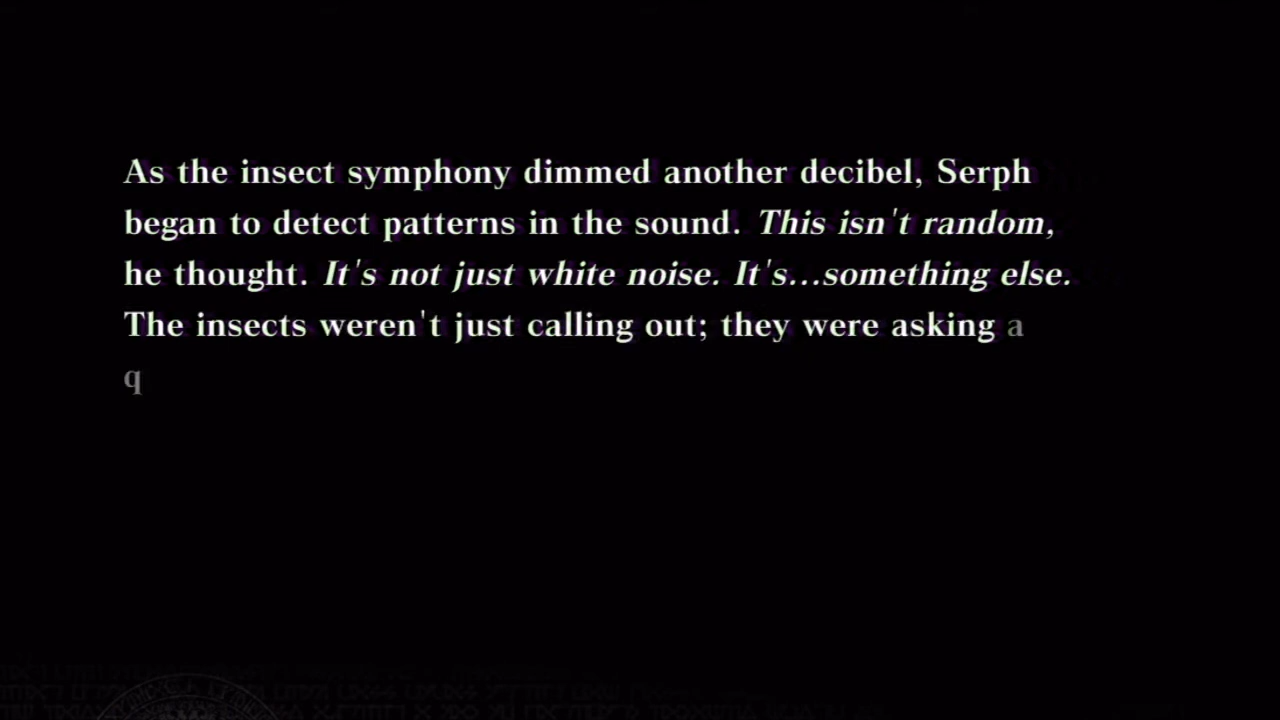 As the insect symphony dimmed another decibel, Serph
began to detect patterns in the sound. This isn't random,
he thought. It's not just white noise. It's...something else.
The insects weren't just calling out; they were asking a
q